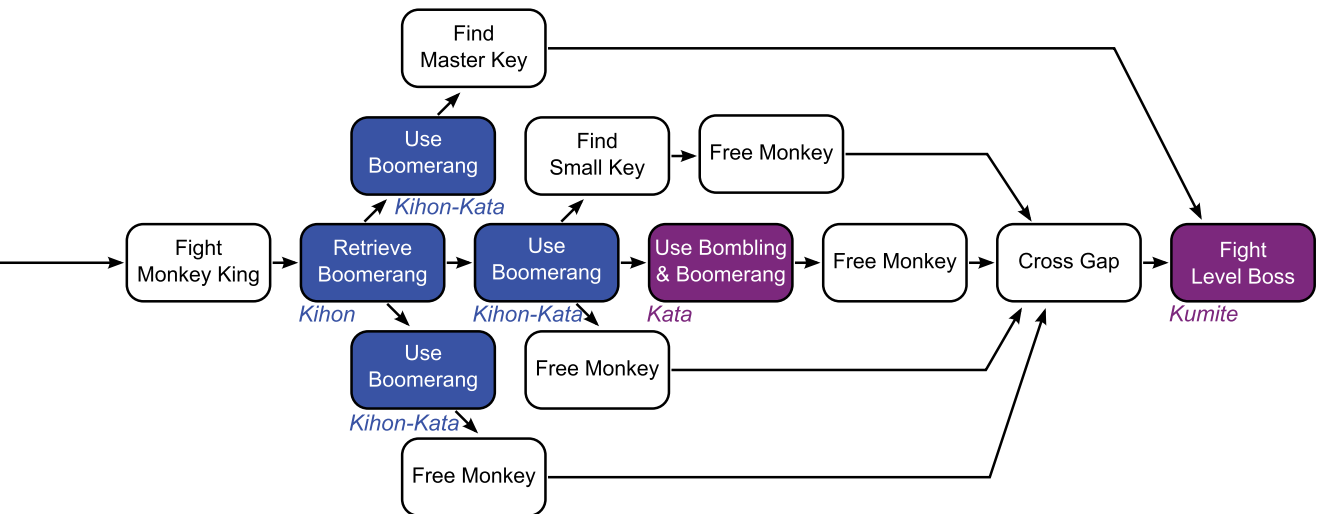 Find
Master Key
Use
Boomerang
Kihon-Kata
Find
Small Key
Free Monkey
Fight
Monkey King
Retrieve
Boomerang
Kihon
Use
Boomerang
Kihon-Kata
Use Bombling
& Boomerang
Kata
Free Monkey
Cross Gap
Fight
Level Boss
Kumite
Use
Boomerang
Kihon-Kata
Free Monkey
Free Monkey